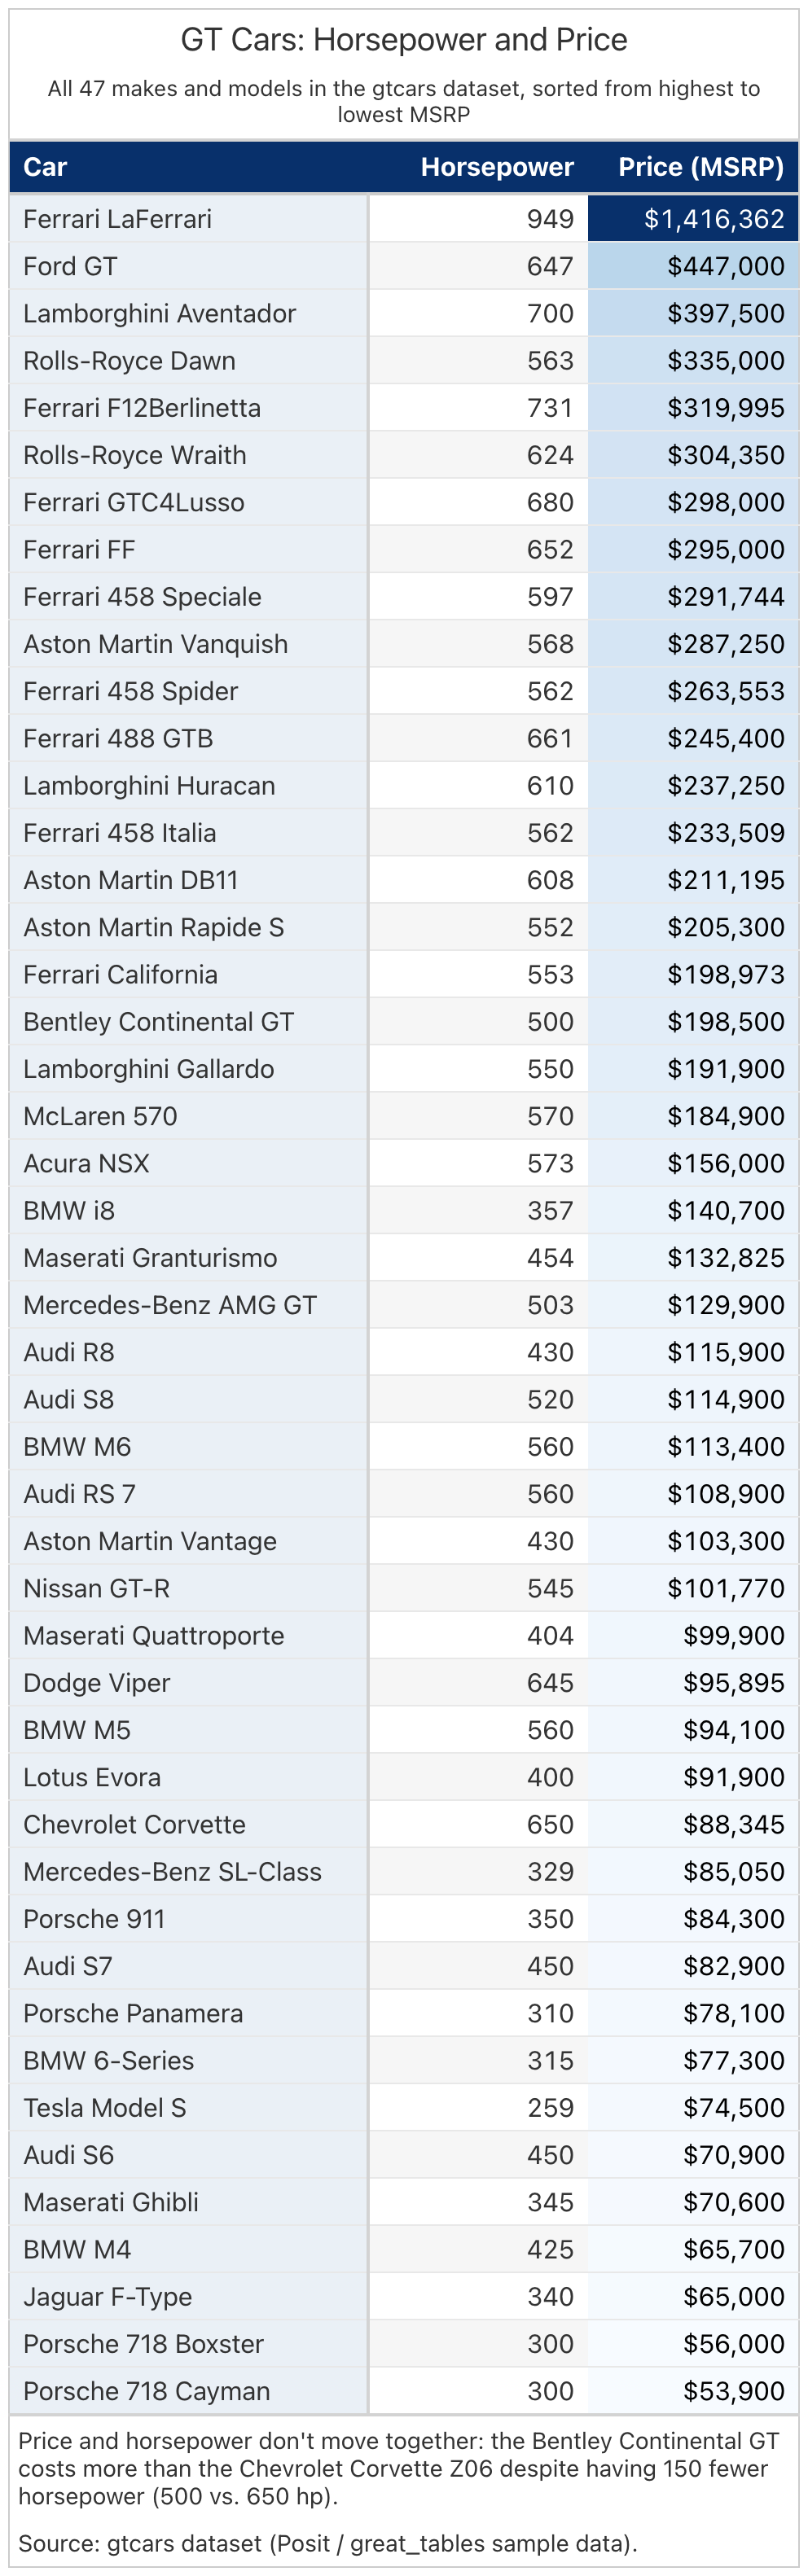 GT Cars: Horsepower and Price
All 47 makes and models in the gtcars dataset, sorted from highest to
lowest MSRP
Car Horsepower Price (MSRP)
Ferrari LaFerrari 949 $1,416,362
Ford GT 647 $447,000
Lamborghini Aventador 700 $397,500
Rolls-Royce Dawn 563 $335,000
Ferrari F12Berlinetta 731 $319,995
Rolls-Royce Wraith 624 $304,350
Ferrari GTC4Lusso 680 $298,000
Ferrari FF 652 $295,000
Ferrari 458 Speciale 597 $291,744
Aston Martin Vanquish 568 $287,250
Ferrari 458 Spider 562 $263,553
Ferrari 488 GTB 661 $245,400
Lamborghini Huracan 610 $237,250
Ferrari 458 Italia 562 $233,509
Aston Martin DB11 608 $211,195
Aston Martin Rapide S 552 $205,300
Ferrari California 553 $198,973
Bentley Continental GT 500 $198,500
Lamborghini Gallardo 550 $191,900
McLaren 570 570 $184,900
Acura NSX 573 $156,000
BMW i8 357 $140,700
Maserati Granturismo 454 $132,825
Mercedes-Benz AMG GT 503 $129,900
Audi R8 430 $115,900
Audi S8 520 $114,900
BMW M6 560 $113,400
Audi RS 7 560 $108,900
Aston Martin Vantage 430 $103,300
Nissan GT-R 545 $101,770
Maserati Quattroporte 404 $99,900
Dodge Viper 645 $95,895
BMW M5 560 $94,100
Lotus Evora 400 $91,900
Chevrolet Corvette 650 $88,345
Mercedes-Benz SL-Class 329 $85,050
Porsche 911 350 $84,300
Audi S7 450 $82,900
Porsche Panamera 310 $78,100
BMW 6-Series 315 $77,300
Tesla Model S 259 $74,500
Audi S6 450 $70,900
Maserati Ghibli 345 $70,600
BMW M4 425 $65,700
Jaguar F-Type 340 $65,000
Porsche 718 Boxster 300 $56,000
Porsche 718 Cayman 300 $53,900
Price and horsepower don't move together: the Bentley Continental GT
costs more than the Chevrolet Corvette Z06 despite having 150 fewer
horsepower (500 vs. 650 hp).
Source: gtcars dataset (Posit / great_tables sample data).